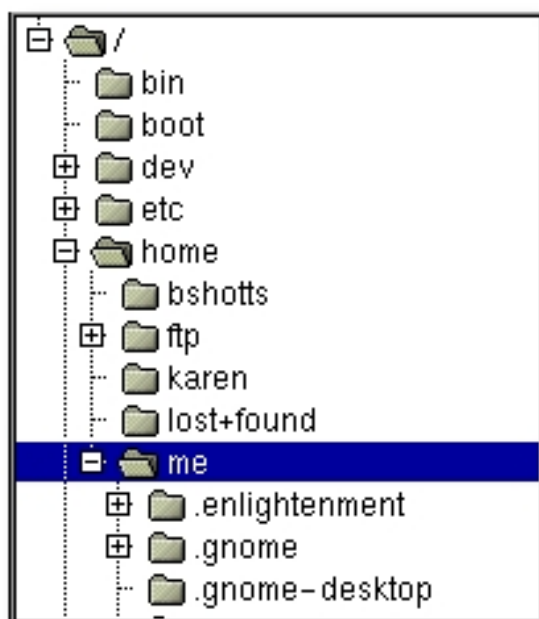 /
bin
boot
dev
etc
home
bshotts
ftp
karen
lost+found
me
.enlightenment
.gnome
.gnome-desktop